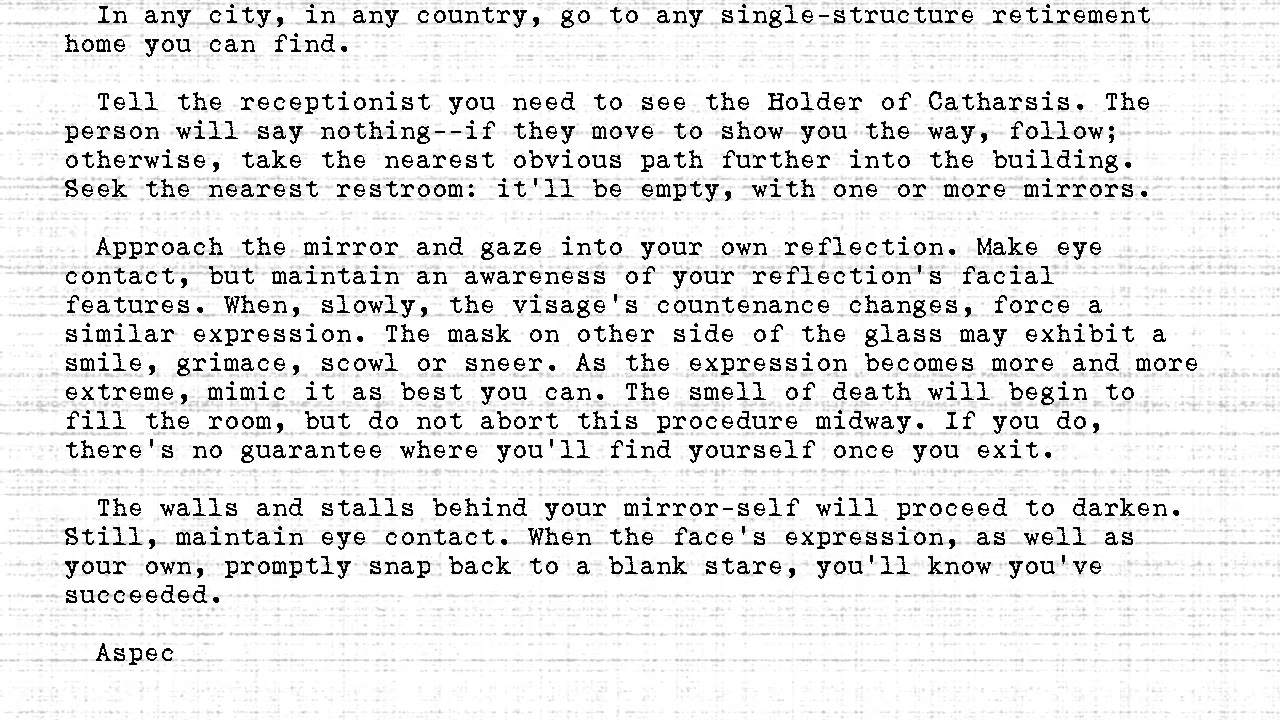 In any city, in any country, go to any single-structure retirement
home you can find.
Tell the receptionist you need to see the Holder of Catharsis. The
person will say nothing--if they move to show you the way, follow;
otherwise, take the nearest obvious path further into the building.
Seek the nearest restroom: it'll be empty, with one or more mirrors.
Approach the mirror and gaze into your own reflection. Make eye
contact, but maintain an awareness of your reflection's facial
features. When, slowly, the visage's countenance changes, force a
similar expression. The mask on other side of the glass may exhibit a
smile, grimace, scowl or sneer. As the expression becomes more and more
extreme, mimic it as best you can. The smell of death will begin to
fill the room, but do not abort this procedure midway. If you do,
there's no guarantee where you'll find yourself once you exit.
The walls and stalls behind your mirror-self will proceed to darken.
Still, maintain eye contact. When the face's expression, as well as
your own, promptly snap back to a blank stare, you'll know you've
succeeded.
Aspec